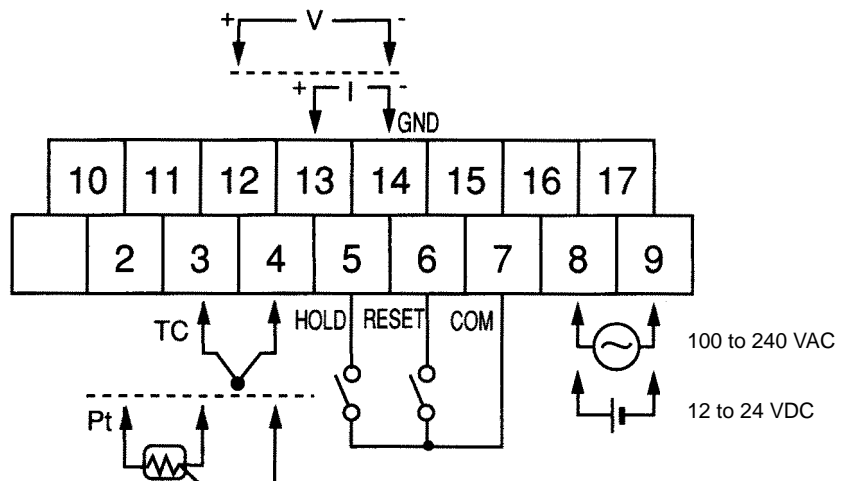 + V -
+ I -
GND
10 11 12 13 14 15 16 17
2 3 4 5 6 7 8 9
TC HOLD RESET COM
100 to 240 VAC
Pt
12 to 24 VDC